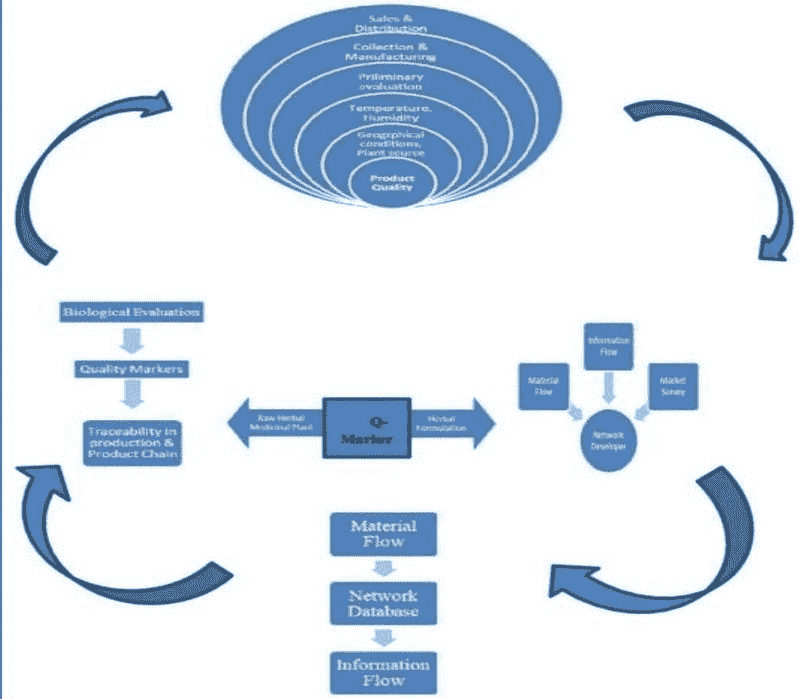 Sales &
Distribution
Collection &
Manufacturing
Priliminary
evaluation
Temperature,
Humidity
Geogrphical
conditions,
Plant source
Product
Quality
Biological Evaluation
Quality Markers
Traceability in
production &
Product Chain
Raw Herbal
Medicinal Plant
Q-
Marker
Herbal
Formulation
Information
Flow
Material
Flow
Market
Survey
Network
Developer
Material
Flow
Network
Database
Information
Flow